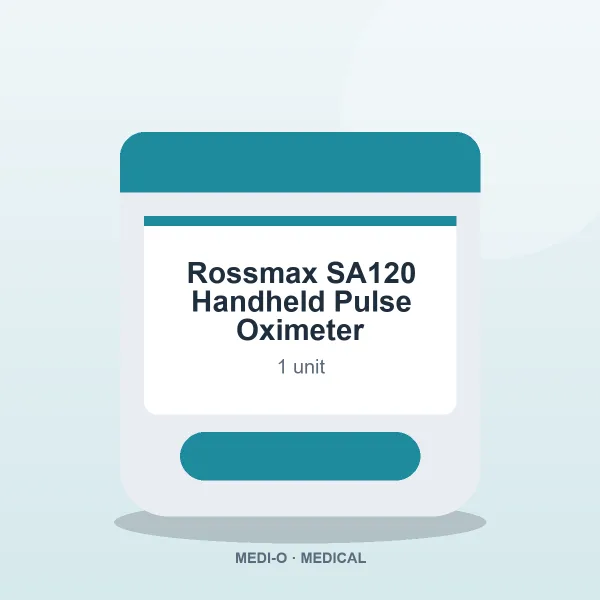 Rossmax SA120
Handheld Pulse
Oximeter
1 unit
MEDI-O · MEDICAL